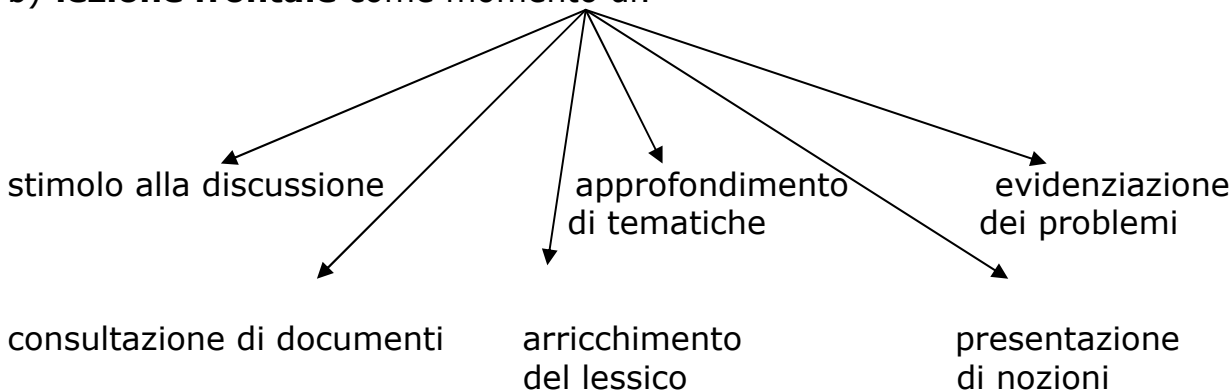 b) lezione frontale come momento di:
stimolo alla discussione approfondimento evidenziazione
di tematiche dei problemi
consultazione di documenti arricchimento presentazione
del lessico di nozioni